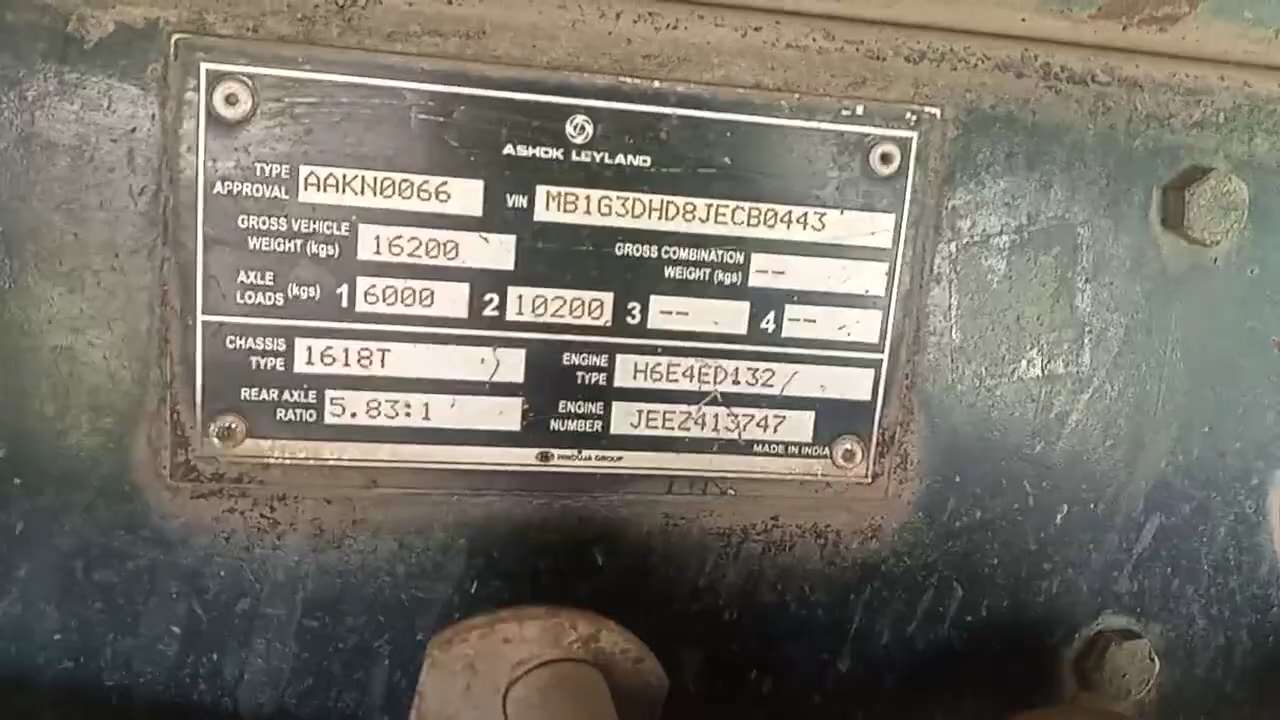 ASHOK LEYLAND
TYPE APPROVAL AAKN0066 VIN MB1G3DHD8JECB0443
GROSS VEHICLE WEIGHT (kgs) 16200 GROSS COMBINATION WEIGHT (kgs) --
AXLE LOADS (kgs) 1 6000 2 10200 3 -- 4 --
CHASSIS TYPE 1618T ENGINE TYPE H6E4ED132
REAR AXLE RATIO 5.83:1 ENGINE NUMBER JEEZ413747
MADE IN INDIA
HINDUJA GROUP